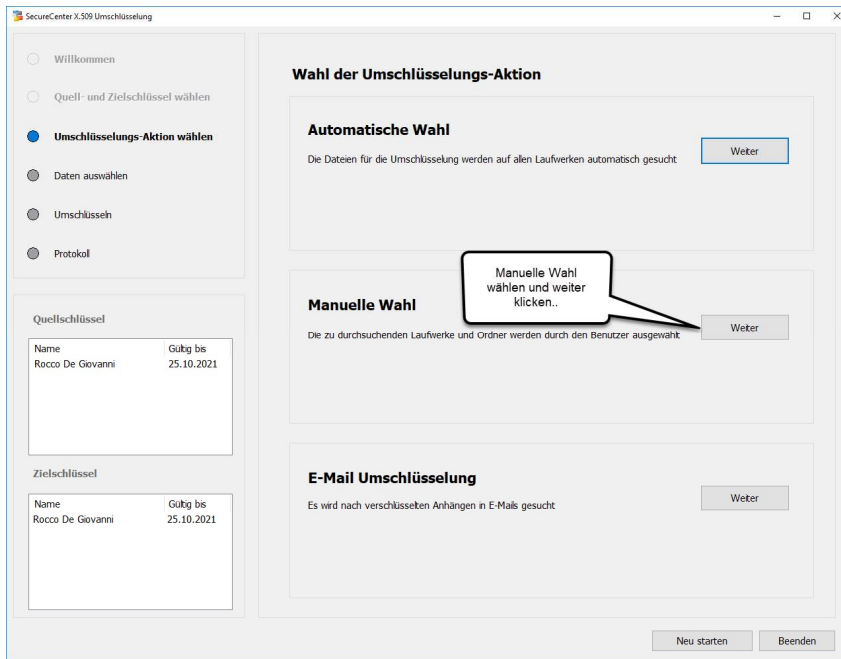 SecureCenter X.509 Umschlüsselung
Willkommen
Quell- und Zielschlüssel wählen
Umschlüsselungs-Aktion wählen
Daten auswählen
Umschlüsseln
Protokoll
Quellschlüssel
Name Gültig bis
Rocco De Giovanni 25.10.2021
Zielschlüssel
Name Gültig bis
Rocco De Giovanni 25.10.2021
Wahl der Umschlüsselungs-Aktion
Automatische Wahl
Die Dateien für die Umschlüsselung werden auf allen Laufwerken automatisch gesucht
Weiter
Manuelle Wahl
wählen und weiter
klicken..
Manuelle Wahl
Die zu durchsuchenden Laufwerke und Ordner werden durch den Benutzer ausgewählt
Weiter
E-Mail Umschlüsselung
Es wird nach verschlüsselten Anhängen in E-Mails gesucht
Weiter
Neu starten
Beenden